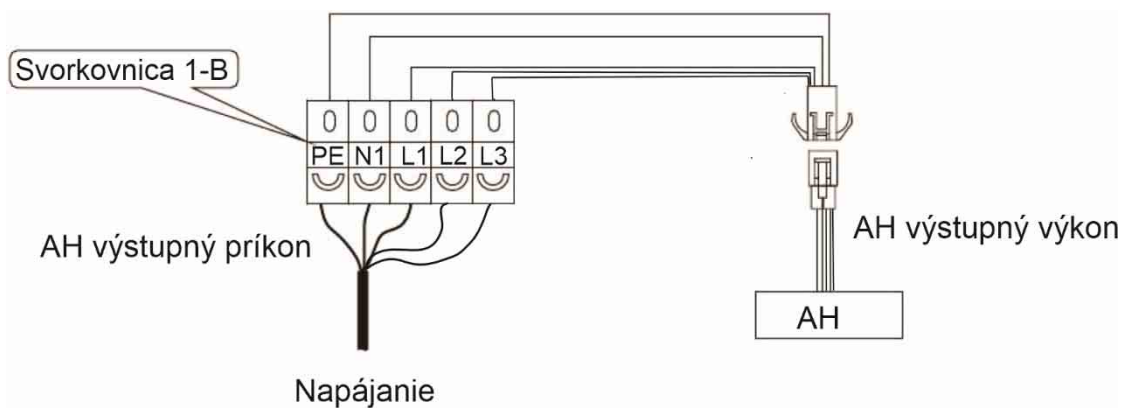 Svorkovnica 1-B
0 0 0 0 0
PE N1 L1 L2 L3
AH výstupný príkon
AH výstupný výkon
AH
Napájanie